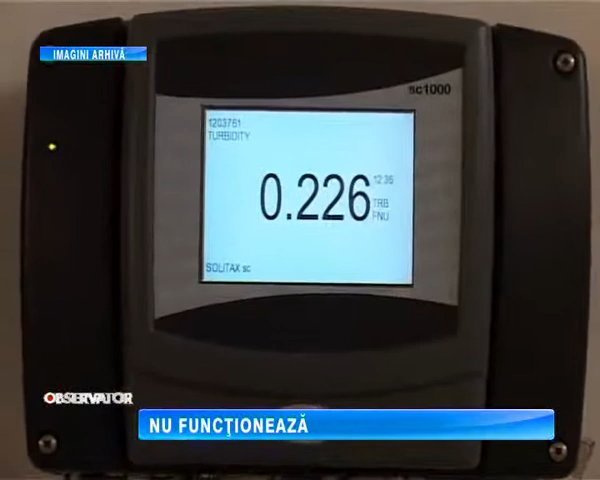 IMAGINI ARHIVĂ
sc1000
1203761
TURBIDITY
0.226
12:36
TRB
FNU
SOLITAX sc
OBSERVATOR
NU FUNCŢIONEAZĂ